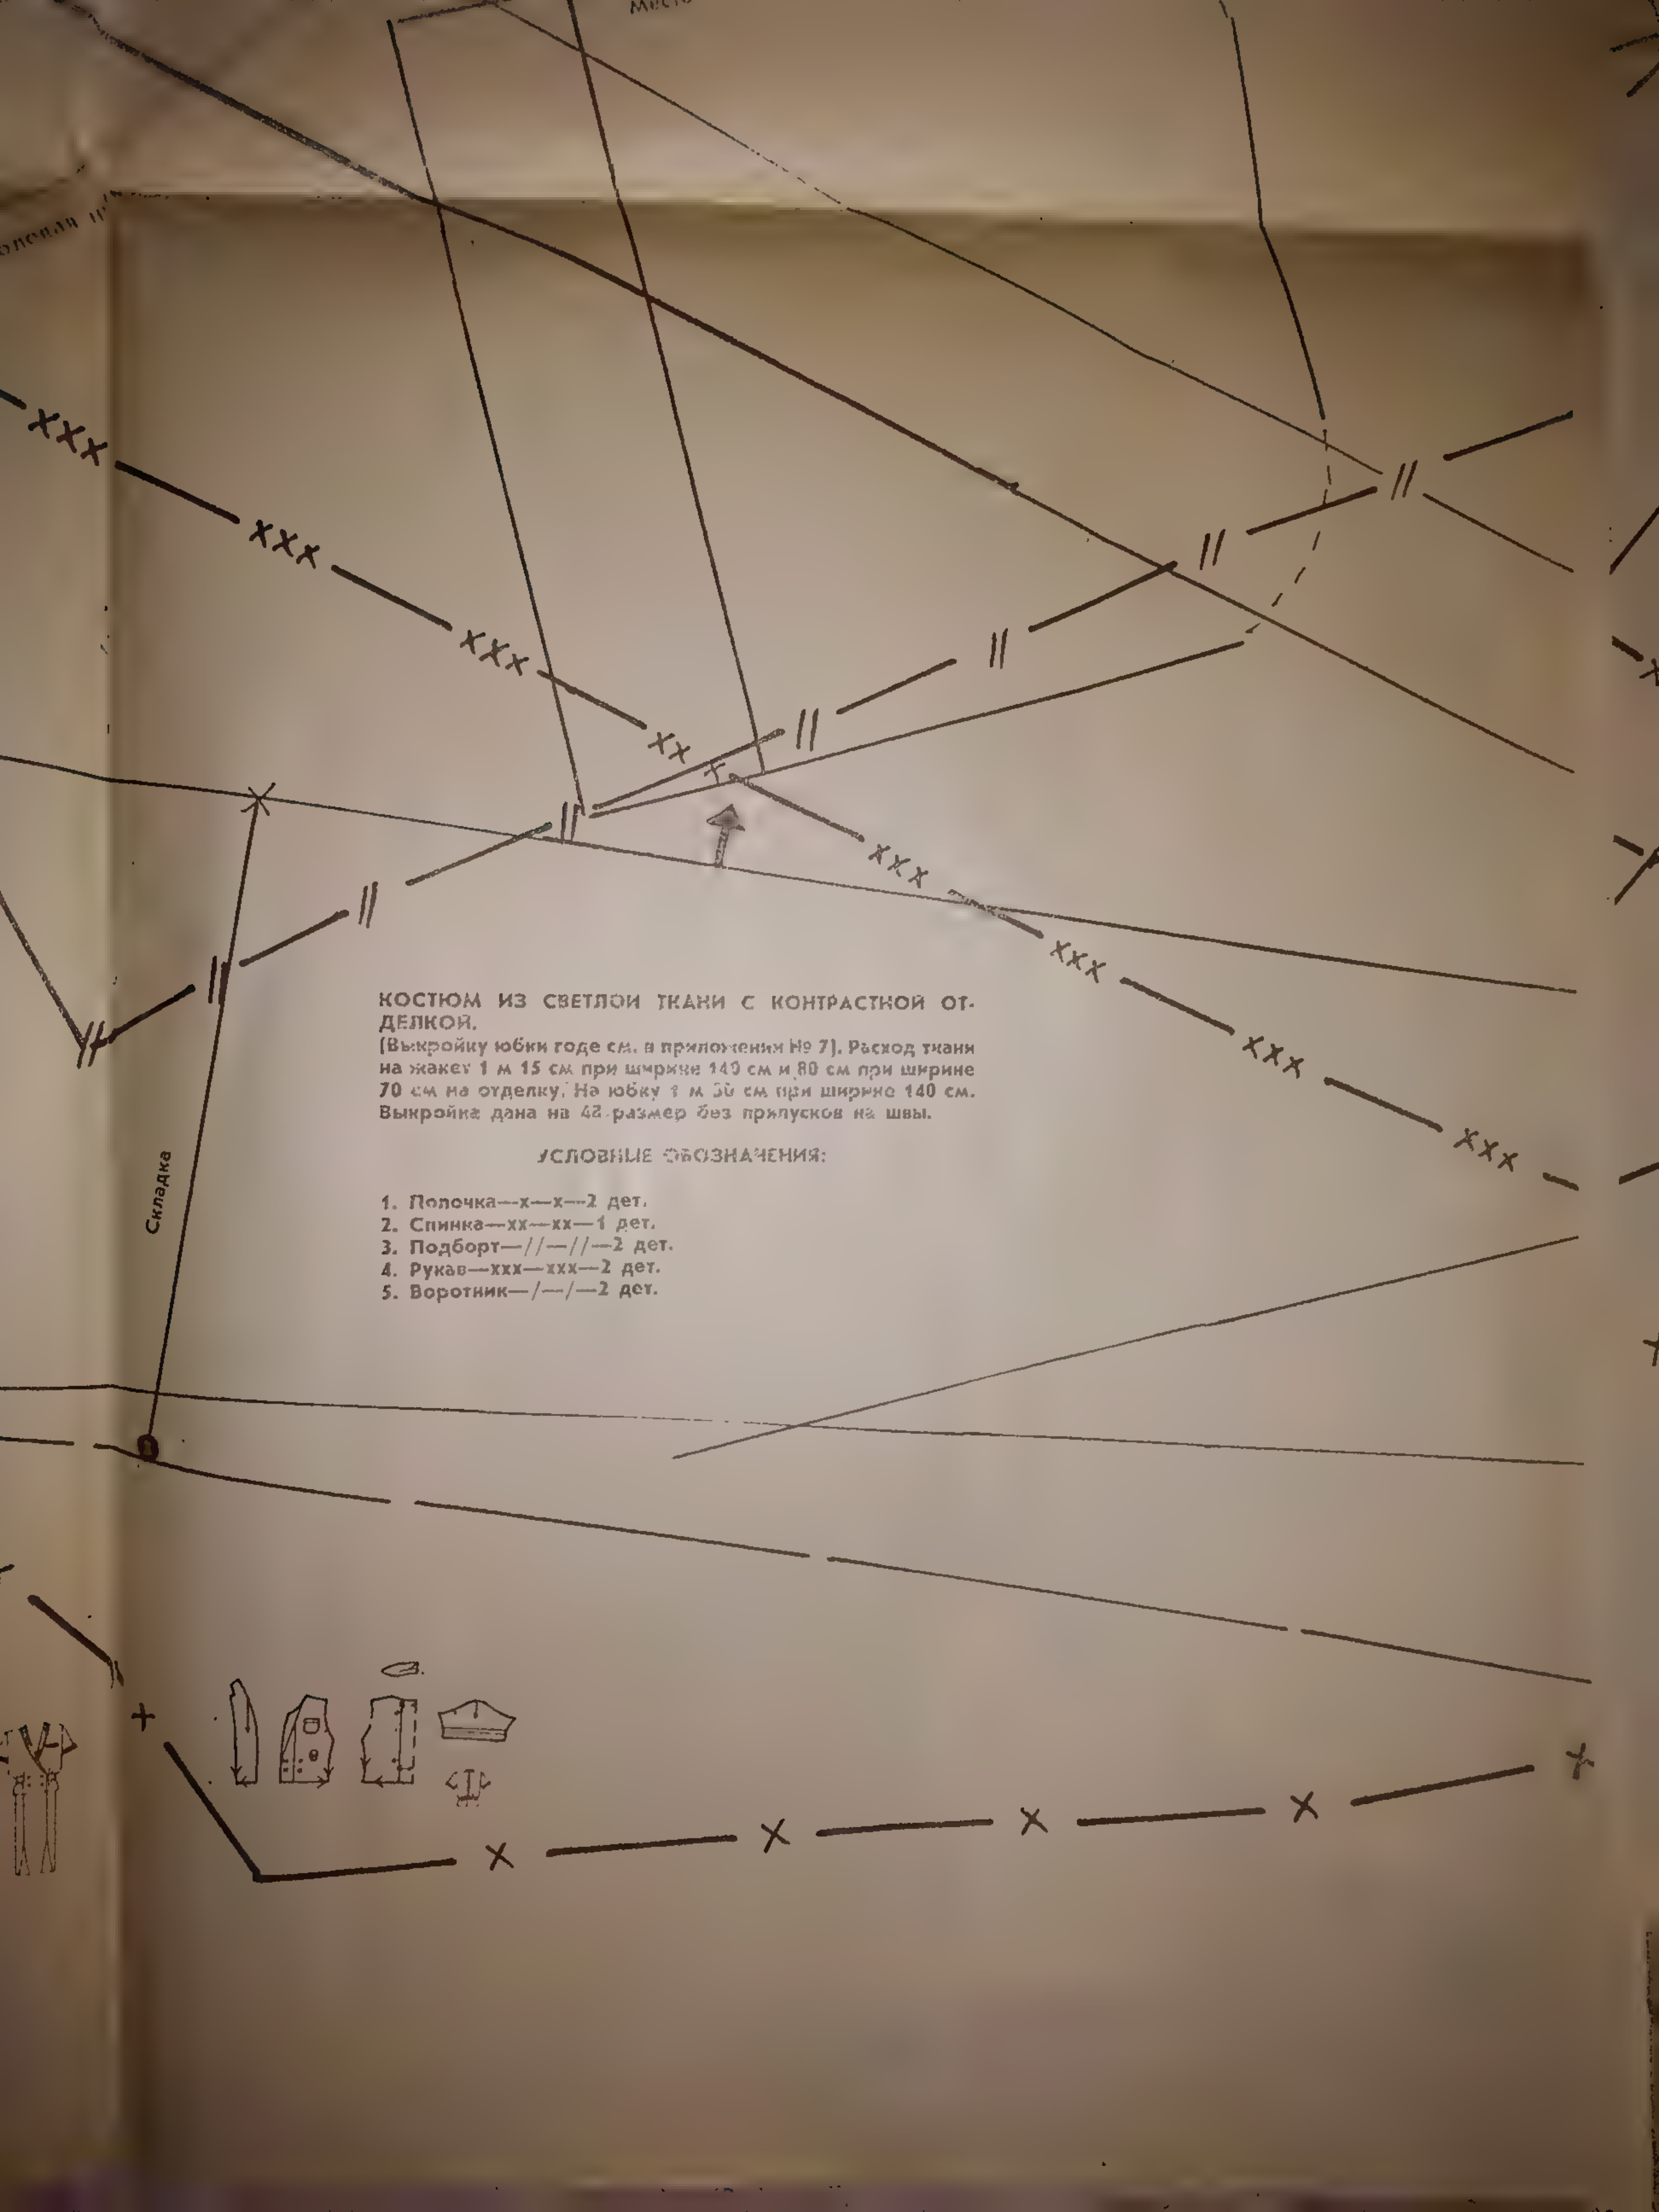 Место
КОСТЮМ ИЗ СВЕТЛОЙ ТКАНИ С КОНТРАСТНОЙ ОТ-
ДЕЛКОЙ.
(Выкройку юбки годе см. в приложении № 7). Расход ткани
на жакет 1 м 15 см при ширине 140 см и 80 см при ширине
70 см на отделку. На юбку 1 м см при ширине 140 см.
Выкройка дана на 48 размер без припусков на швы.
УСЛОВНЫЕ ОБОЗНАЧЕНИЯ:
Складка
1. Полочка—х—х—2 дет.
2. Спинка—хх—хх—1 дет.
3. Подборт—//—//—2 дет.
4. Рукав—ххх—ххх—2 дет.
5. Воротник—/—/—2 дет.